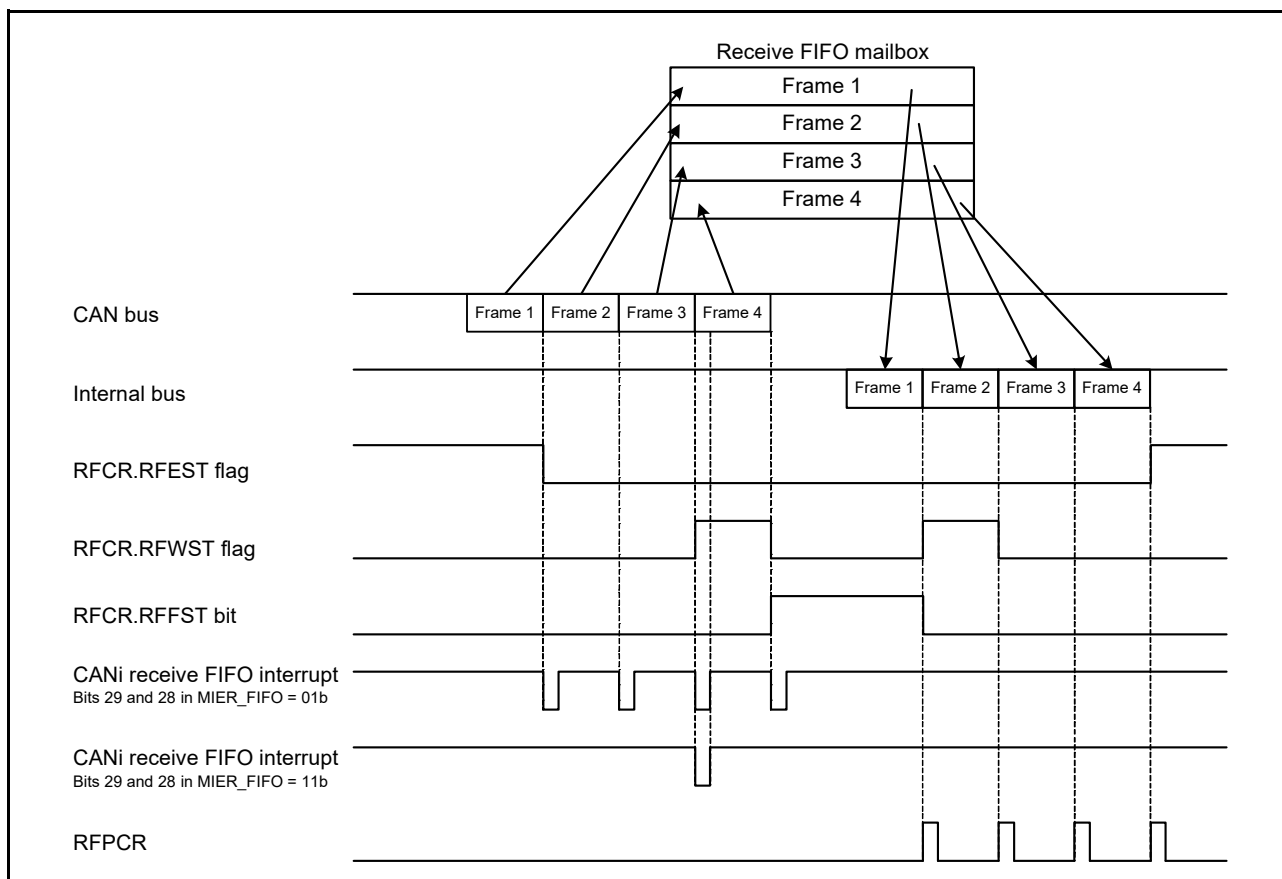 Receive FIFO mailbox
Frame 1
Frame 2
Frame 3
Frame 4
CAN bus
Frame 1 Frame 2 Frame 3 Frame 4
Internal bus
Frame 1 Frame 2 Frame 3 Frame 4
RFCR.RFEST flag
RFCR.RFWST flag
RFCR.RFFST bit
CANi receive FIFO interrupt
Bits 29 and 28 in MIER_FIFO = 01b
CANi receive FIFO interrupt
Bits 29 and 28 in MIER_FIFO = 11b
RFPCR